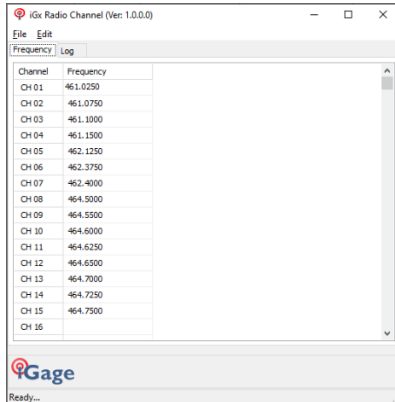 iGx Radio Channel (Ver: 1.0.0.0)
File Edit
Frequency Log
Channel Frequency
CH 01 461.0250
CH 02 461.0750
CH 03 461.1000
CH 04 461.1500
CH 05 462.1250
CH 06 462.3750
CH 07 462.4000
CH 08 464.5000
CH 09 464.5500
CH 10 464.6000
CH 11 464.6250
CH 12 464.6500
CH 13 464.7000
CH 14 464.7250
CH 15 464.7500
CH 16
iGage
Ready...